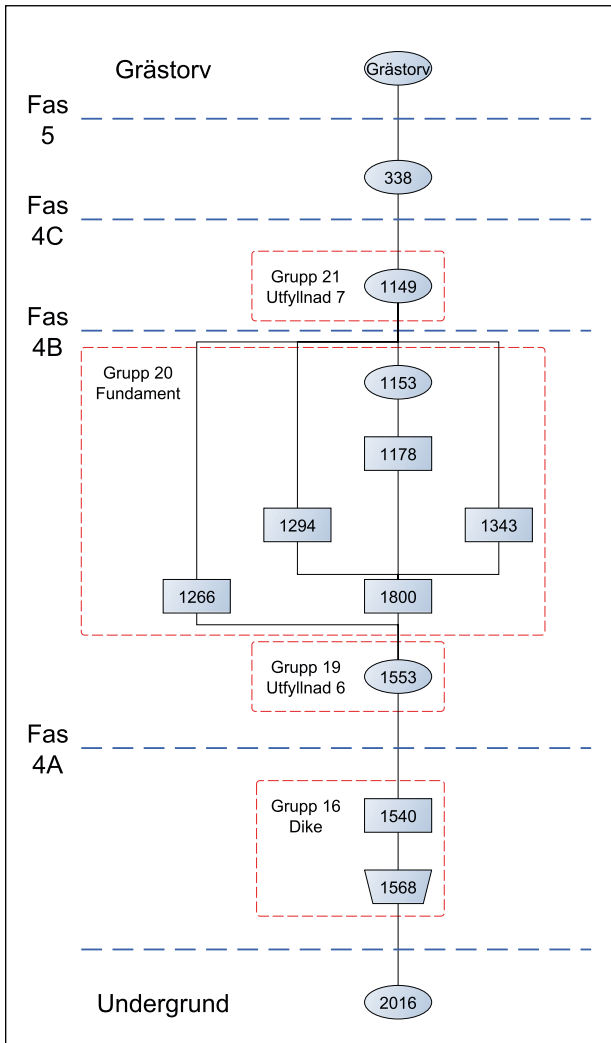 Grästorv
Grästorv
Fas
5
338
Fas
4C
Grupp 21
Utfyllnad 7
1149
Fas
4B
Grupp 20
Fundament
1153
1178
1294
1343
1266
1800
Grupp 19
Utfyllnad 6
1553
Fas
4A
Grupp 16
Dike
1540
1568
Undergrund
2016